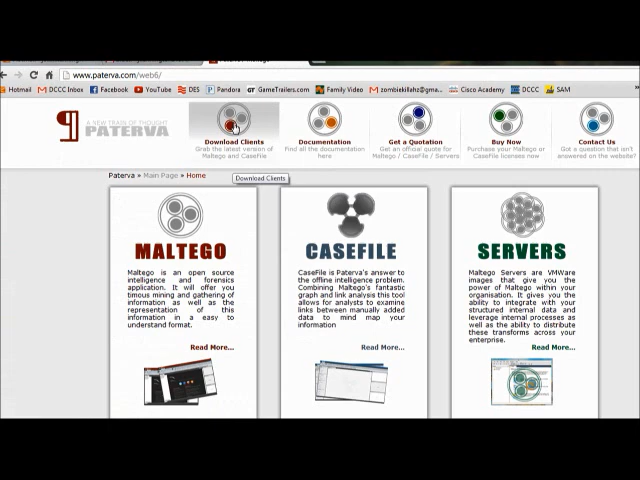 www.paterva.com/web6/
Hotmail DCCC Inbox Facebook YouTube DES Pandora GT GameTrailers.com Family Video zombiekillahz@gma... Cisco Academy DCCC SAM
A NEW TRAIN OF THOUGHT
PATERVA
Download Clients
Grab the latest version of
Maltego and CaseFile
Documentation
Find all the documentation
here
Get a Quotation
Get an official quote for
Maltego / CaseFile / Servers
Buy Now
Purchase your Maltego or
CaseFile licenses now
Contact Us
Got a question that isn't
answered on the website?
Paterva » Main Page » Home
Download Clients
MALTEGO
Maltego is an open source
intelligence and forensics
application. It will offer you
timous mining and gathering of
information as well as the
representation of this
information in a easy to
understand format.
Read More...
CASEFILE
CaseFile is Paterva's answer to
the offline intelligence problem.
Combining Maltego's fantastic
graph and link analysis this tool
allows for analysts to examine
links between manually added
data to mind map your
information
Read More...
SERVERS
Maltego Servers are VMWare
images that give you the
power of Maltego within your
organisation. It gives you the
ability to integrate with your
structured internal data and
leverage internal processes as
well as the ability to distribute
these transforms across your
enterprise.
Read More...